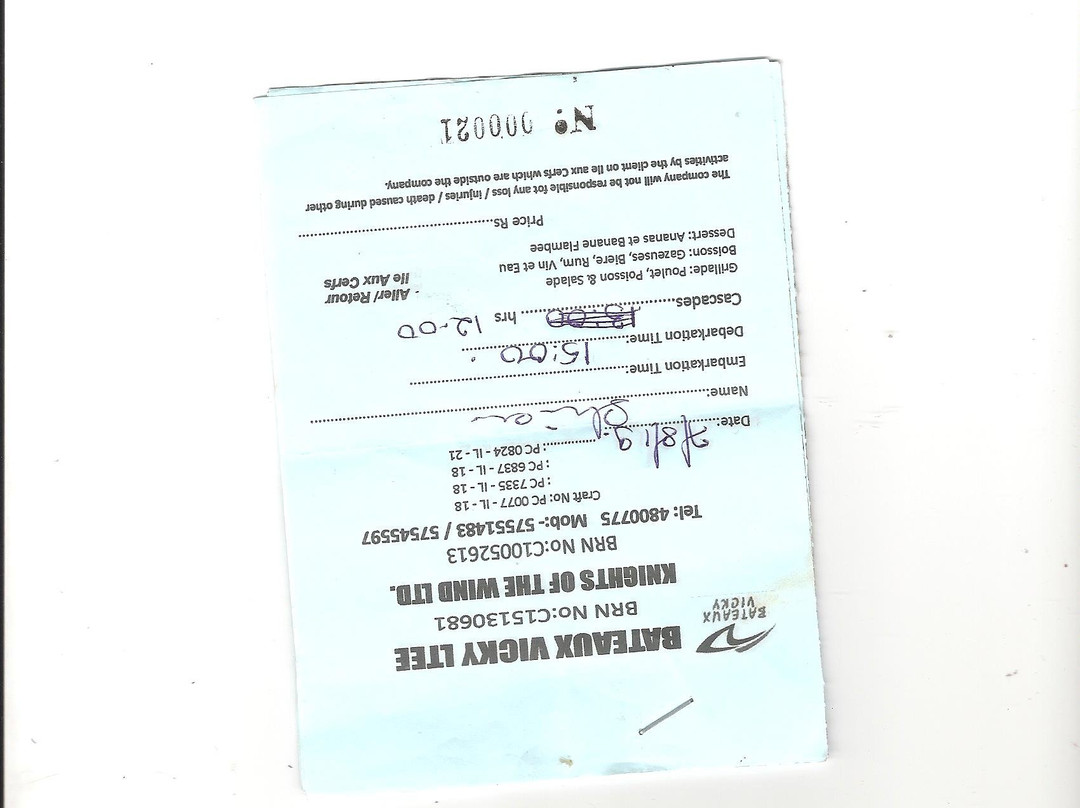 BATEAUX VICKY
BATEAUX VICKY LTEE
BRN No:C15130681
KNIGHTS OF THE WIND LTD.
BRN No:C10052613
Tel: 4800775 Mob:- 57551483 / 57545597
Craft No: PC 0077 - IL - 18
: PC 7335 - IL - 18
: PC 6837 - IL - 18
: PC 0824 - IL - 21
Date:
Name:
Embarkation Time:
Debarkation Time: 15:00
Cascades hrs 12-00
Grillade: Poulet, Poisson & Salade
Boisson: Gazeuses, Biere, Rum, Vin et Eau
Dessert: Ananas et Banane Flambee
Aller/ Retour
Ile Aux Cerfs
Price Rs
The company will not be responsible fot any loss / injuries / death caused during other
activities by the client on Ile aux Cerfs which are outside the company.
Nº 000021